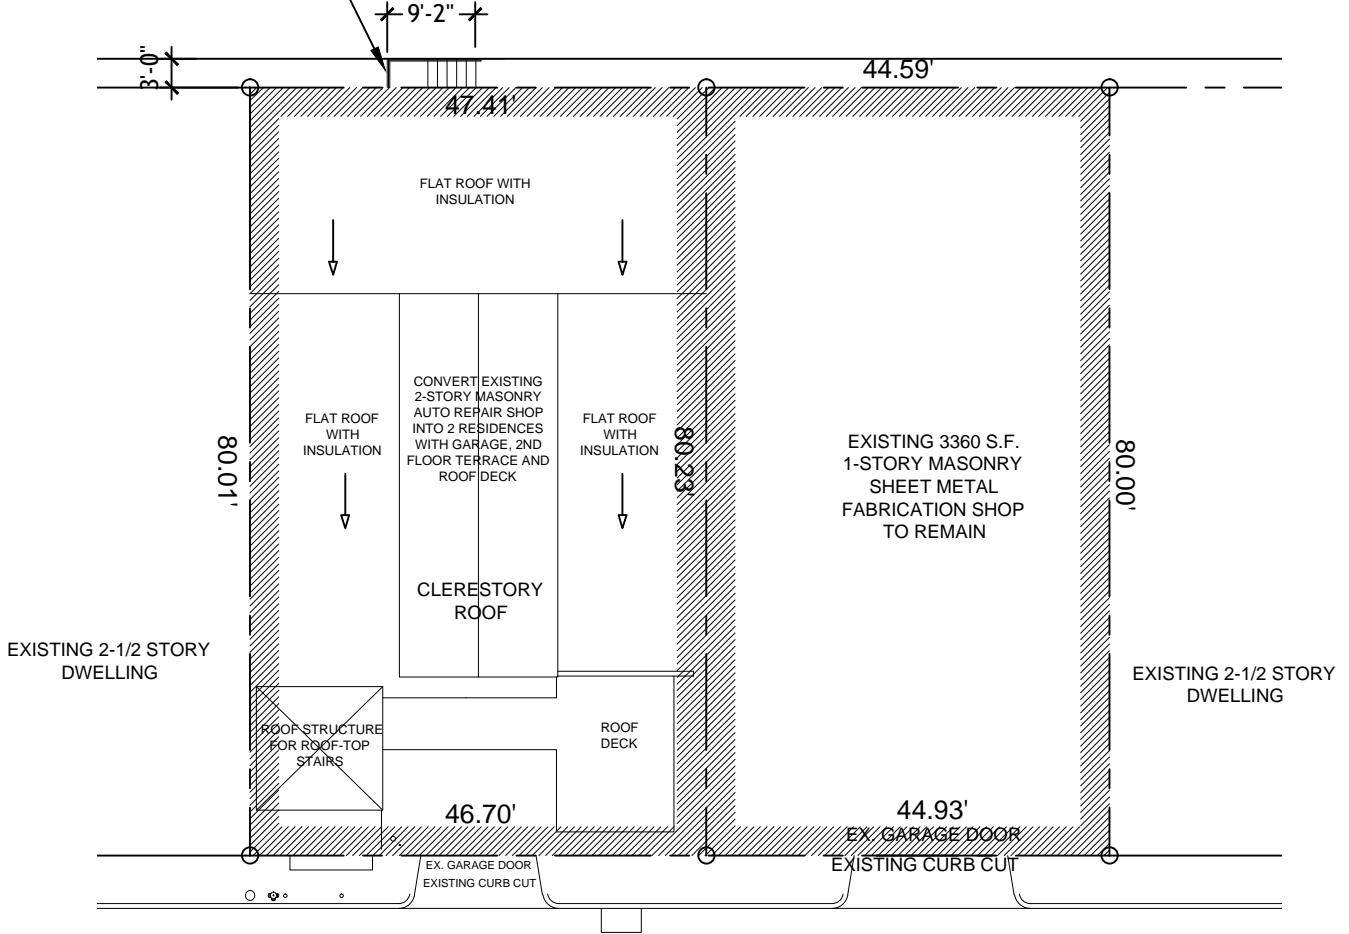 9'-2"
3'-0"
44.59'
47.41'
FLAT ROOF WITH
INSULATION
CONVERT EXISTING
2-STORY MASONRY
AUTO REPAIR SHOP
INTO 2 RESIDENCES
WITH GARAGE, 2ND
FLOOR TERRACE AND
ROOF DECK
FLAT ROOF
WITH
INSULATION
FLAT ROOF
WITH
INSULATION
80.01'
80.23'
EXISTING 3360 S.F.
1-STORY MASONRY
SHEET METAL
FABRICATION SHOP
TO REMAIN
80.00'
CLERESTORY
ROOF
EXISTING 2-1/2 STORY
DWELLING
EXISTING 2-1/2 STORY
DWELLING
ROOF STRUCTURE
FOR ROOF-TOP
STAIRS
ROOF
DECK
46.70'
44.93'
EX. GARAGE DOOR
EXISTING CURB CUT
EX. GARAGE DOOR
EXISTING CURB CUT